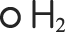 ○ H₂